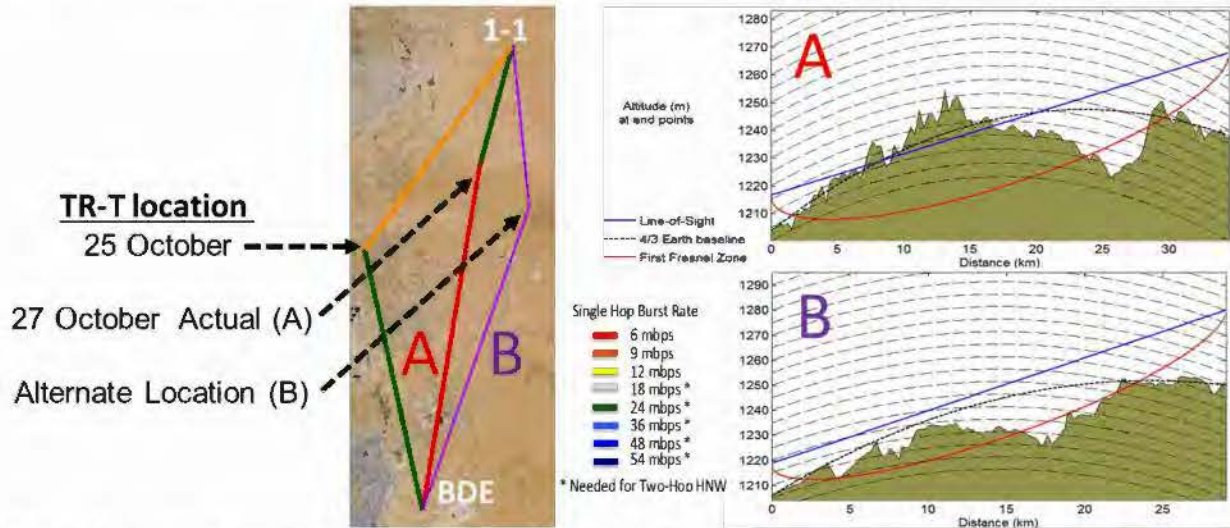 1-1
TR-T location
25 October
27 October Actual (A)
Alternate Location (B)
A
B
BDE
Single Hop Burst Rate
6 mbps
9 mbps
12 mbps
18 mbps *
24 mbps *
36 mbps *
48 mbps *
54 mbps *
* Needed for Two-Hop HNW
A
Altitude (m)
at end points
Line-of-Sight
4/3 Earth baseline
First Fresnel Zone
1280
1270
1260
1250
1240
1230
1220
1210
0 5 10 15 20 25 30
Distance (km)
B
1290
1280
1270
1260
1250
1240
1230
1220
1210
0 5 10 15 20 25
Distance (km)